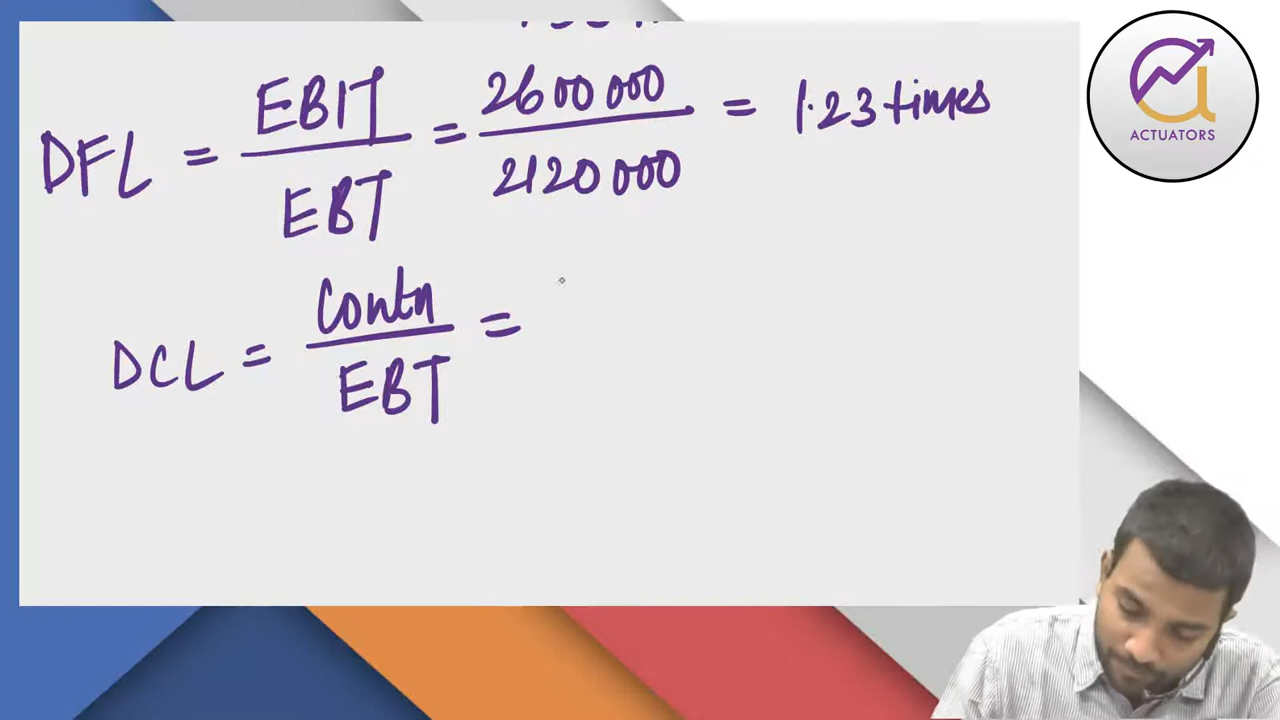 DFL = EBIT / EBT = 2600000 / 2120000 = 1.23 times
DCL = Contn / EBT =
ACTUATORS